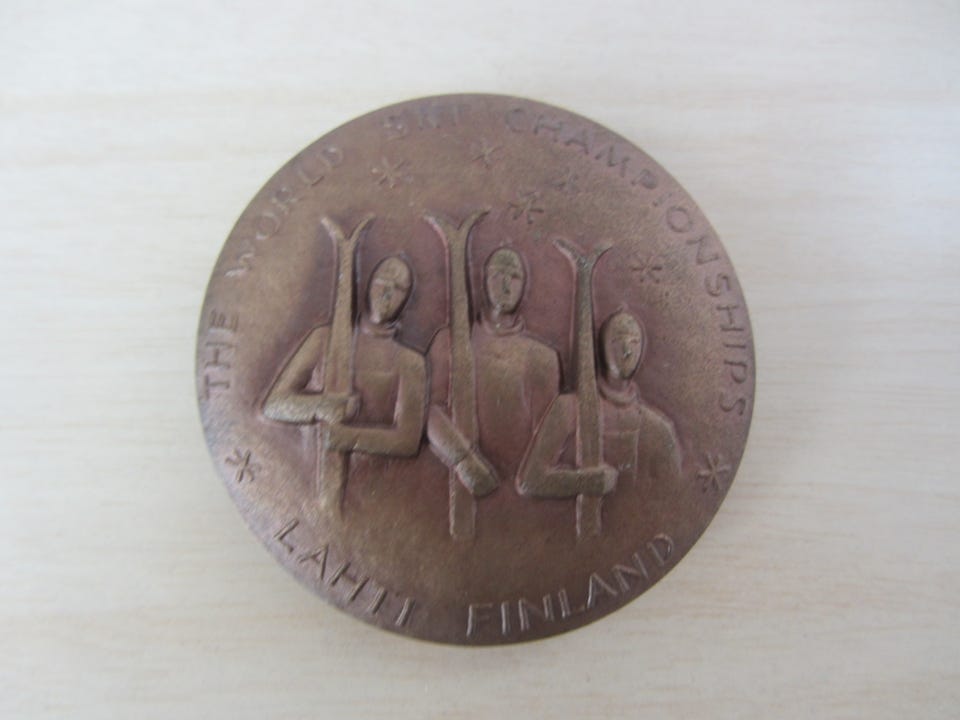 THE WORLD SKI CHAMPIONSHIPS
LAHTI FINLAND